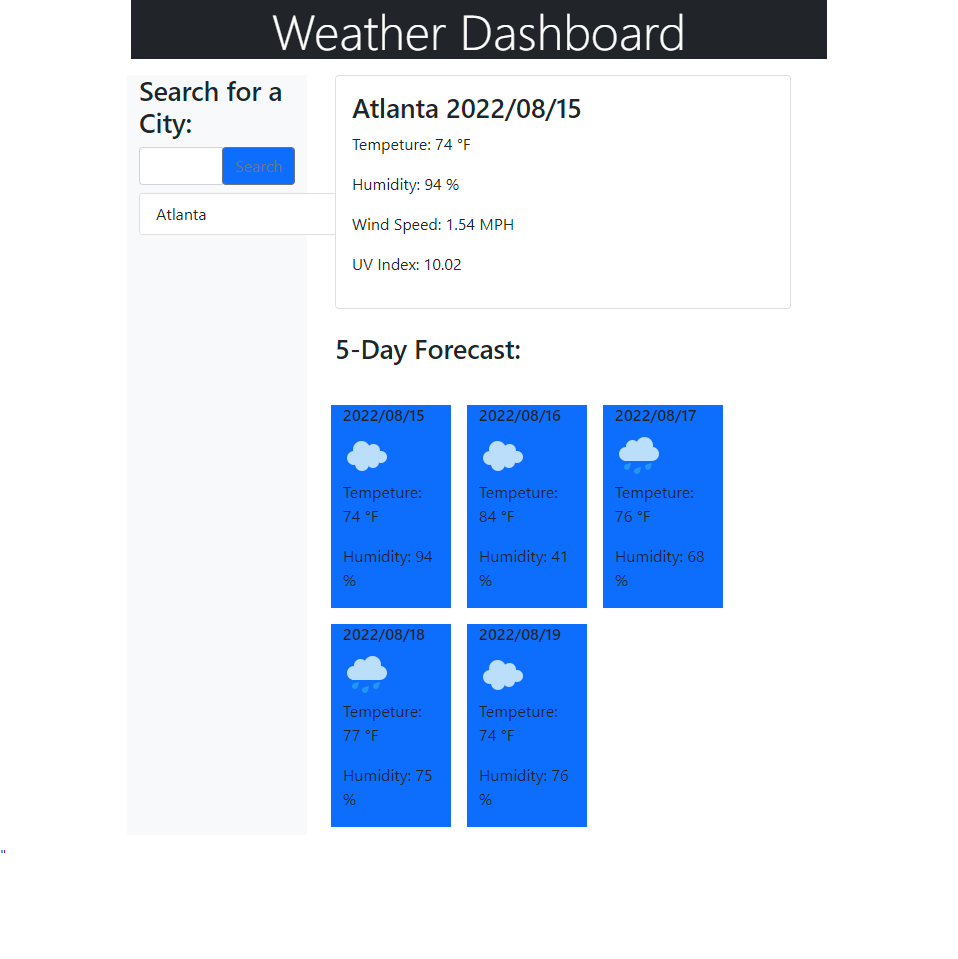 Weather Dashboard
Search for a
City:
Search
Atlanta
Atlanta 2022/08/15
Tempeture: 74 °F
Humidity: 94 %
Wind Speed: 1.54 MPH
UV Index: 10.02
5-Day Forecast:
2022/08/15
Tempeture:
74 °F
Humidity: 94
%
2022/08/16
Tempeture:
84 °F
Humidity: 41
%
2022/08/17
Tempeture:
76 °F
Humidity: 68
%
2022/08/18
Tempeture:
77 °F
Humidity: 75
%
2022/08/19
Tempeture:
74 °F
Humidity: 76
%
"